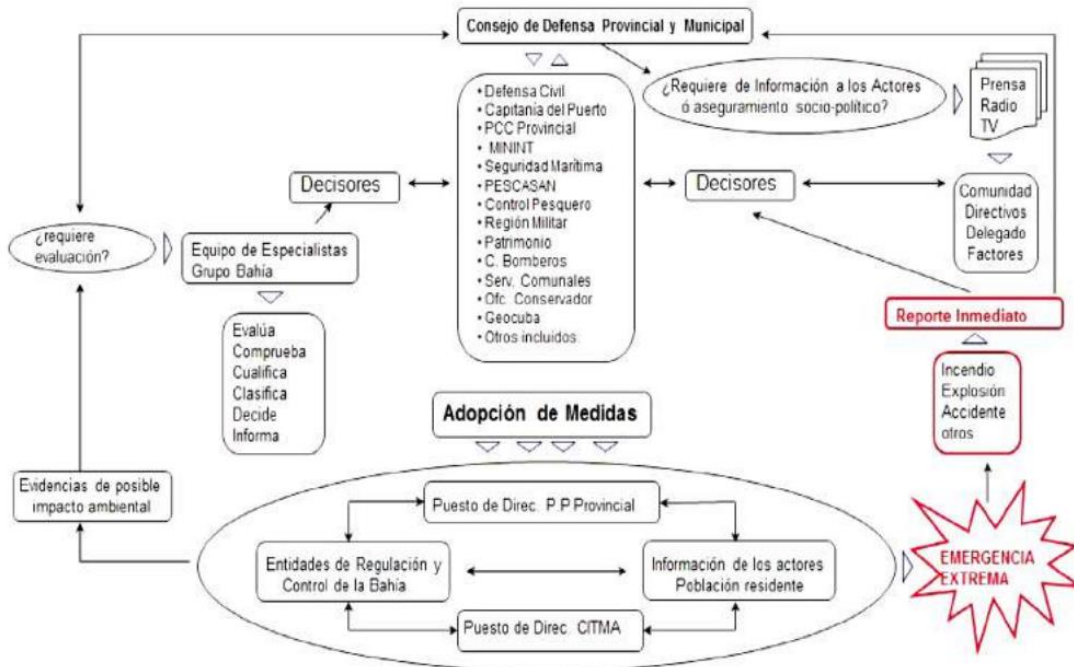 Consejo de Defensa Provincial y Municipal
¿Requiere de Información a los Actores
ó aseguramiento socio-político?
Prensa
Radio
TV
• Defensa Civil
• Capitanía del Puerto
• PCC Provincial
• MININT
• Seguridad Marítima
• PESCASAN
• Control Pesquero
• Región Militar
• Patrimonio
• C. Bomberos
• Serv. Comunales
• Ofc. Conservador
• Geocuba
• Otros incluidos
Decisores
Decisores
Comunidad
Directivos
Delegado
Factores
¿requiere
evaluación?
Equipo de Especialistas
Grupo Bahía
Evalúa
Comprueba
Cualifica
Clasifica
Decide
Informa
Reporte Inmediato
Incendio
Explosión
Accidente
otros
Adopción de Medidas
Evidencias de posible
impacto ambiental
Puesto de Direc. P.P Provincial
Entidades de Regulación y
Control de la Bahía
Información de los actores
Población residente
Puesto de Direc. CITMA
EMERGENCIA
EXTREMA